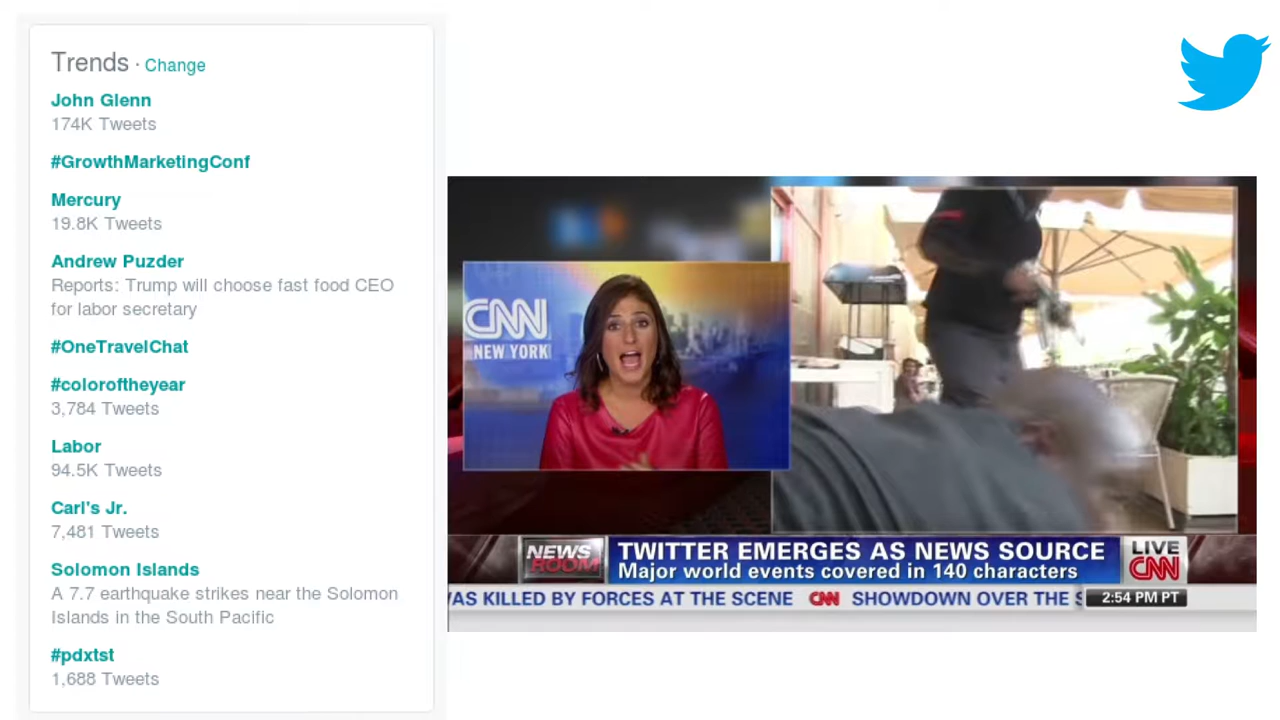 Trends · Change
John Glenn
174K Tweets
#GrowthMarketingConf
Mercury
19.8K Tweets
Andrew Puzder
Reports: Trump will choose fast food CEO
for labor secretary
#OneTravelChat
#coloroftheyear
3,784 Tweets
Labor
94.5K Tweets
Carl's Jr.
7,481 Tweets
Solomon Islands
A 7.7 earthquake strikes near the Solomon
Islands in the South Pacific
#pdxtst
1,688 Tweets
CNN
NEW YORK
NEWS
ROOM
TWITTER EMERGES AS NEWS SOURCE
Major world events covered in 140 characters
LIVE
CNN
AS KILLED BY FORCES AT THE SCENE CNN SHOWDOWN OVER THE
2:54 PM PT